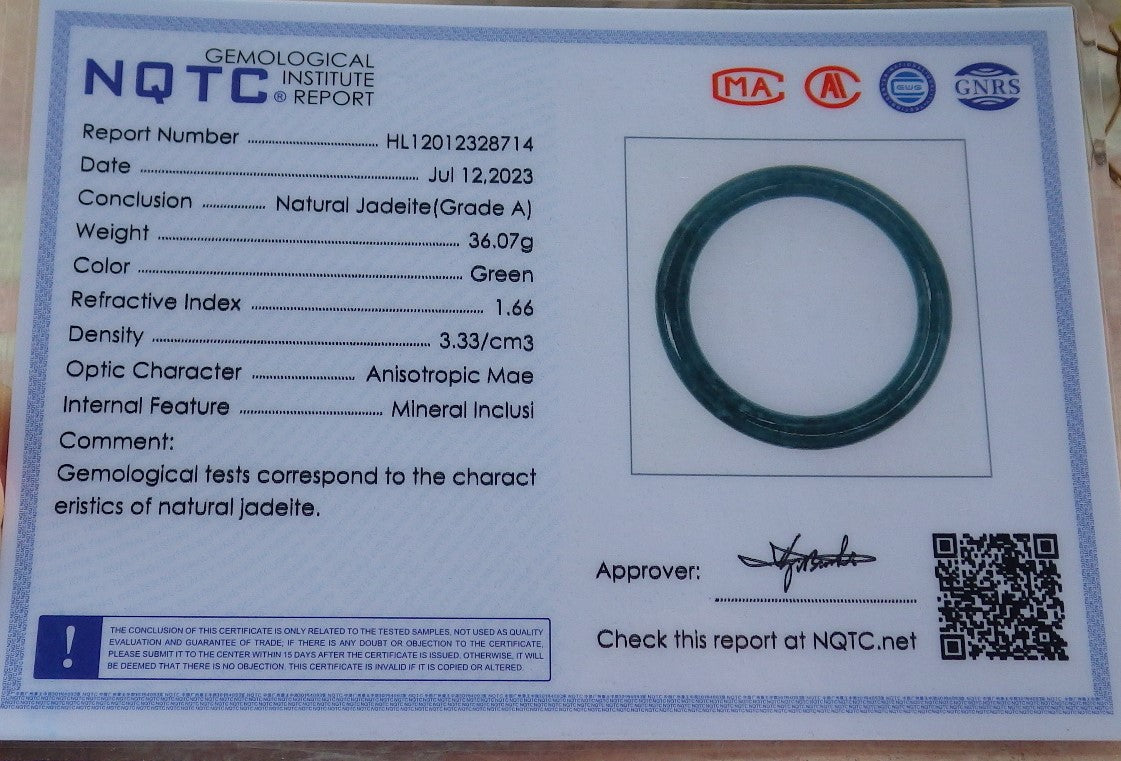 NQTC® GEMOLOGICAL INSTITUTE REPORT
MA
AL
CWS
GNRS
Report Number ........ HL12012328714
Date ........ Jul 12,2023
Conclusion ........ Natural Jadeite(Grade A)
Weight ........ 36.07g
Color ........ Green
Refractive Index ........ 1.66
Density ........ 3.33/cm3
Optic Character ........ Anisotropic Mae
Internal Feature ........ Mineral Inclusi
Comment:
Gemological tests correspond to the charact
eristics of natural jadeite.
Approver:
Check this report at NQTC.net
! THE CONCLUSION OF THIS CERTIFICATE IS ONLY RELATED TO THE TESTED SAMPLES, NOT USED AS QUALITY
EVALUATION AND GUARANTEE OF TRADE; IF THERE IS ANY DOUBT OR OBJECTION TO THE CERTIFICATE,
PLEASE SUBMIT IT TO THE CENTER WITHIN 15 DAYS AFTER THE CERTIFICATE IS ISSUED. OTHERWISE, IT WILL
BE DEEMED THAT THERE IS NO OBJECTION. THIS CERTIFICATE IS INVALID IF IT IS COPIED OR ALTERED.